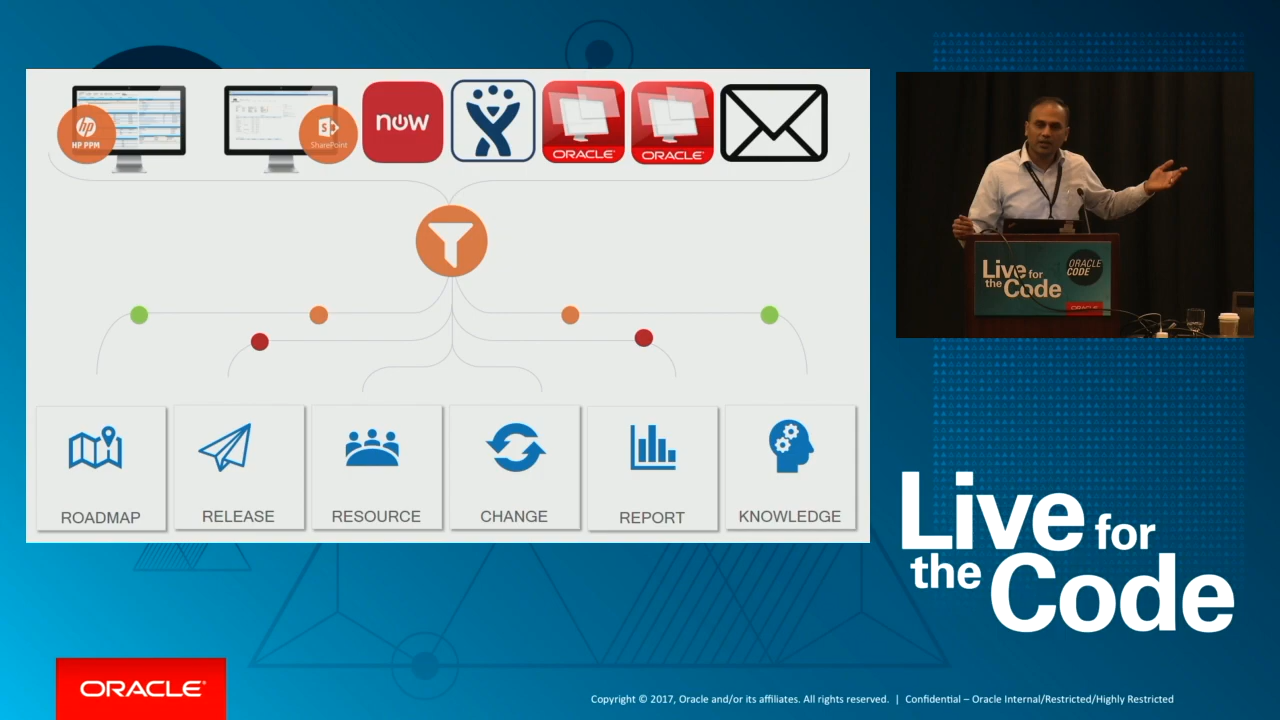 hp
HP PPM
S
SharePoint
now
ORACLE
ORACLE
ROADMAP
RELEASE
RESOURCE
CHANGE
REPORT
KNOWLEDGE
Live for
the Code
ORACLE
CODE
ORACLE
Live for
the Code
ORACLE
Copyright © 2017, Oracle and/or its affiliates. All rights reserved. | Confidential – Oracle Internal/Restricted/Highly Restricted